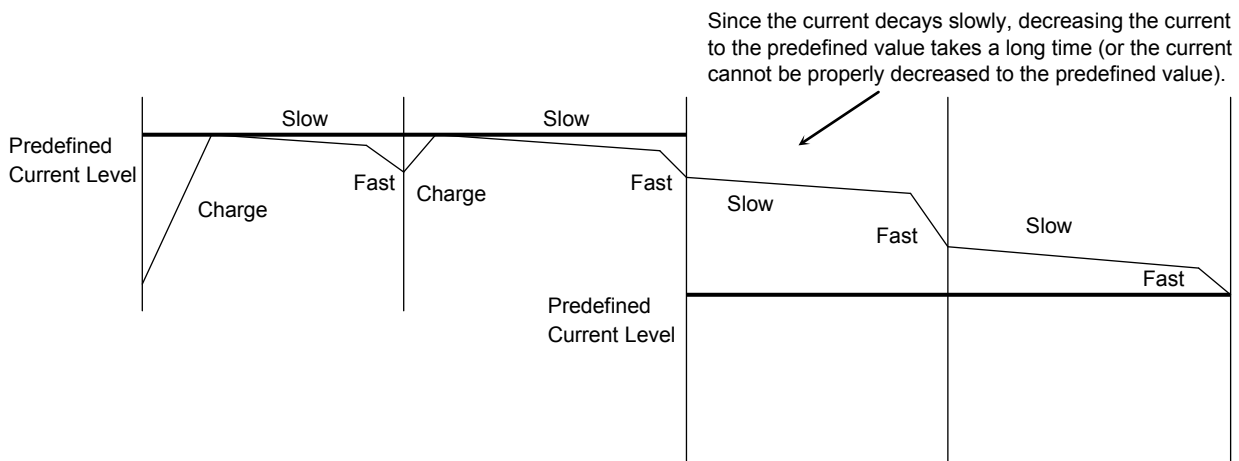 Since the current decays slowly, decreasing the current
to the predefined value takes a long time (or the current
cannot be properly decreased to the predefined value).
Slow
Slow
Predefined
Current Level
Fast
Charge
Fast
Charge
Slow
Fast
Slow
Fast
Predefined
Current Level